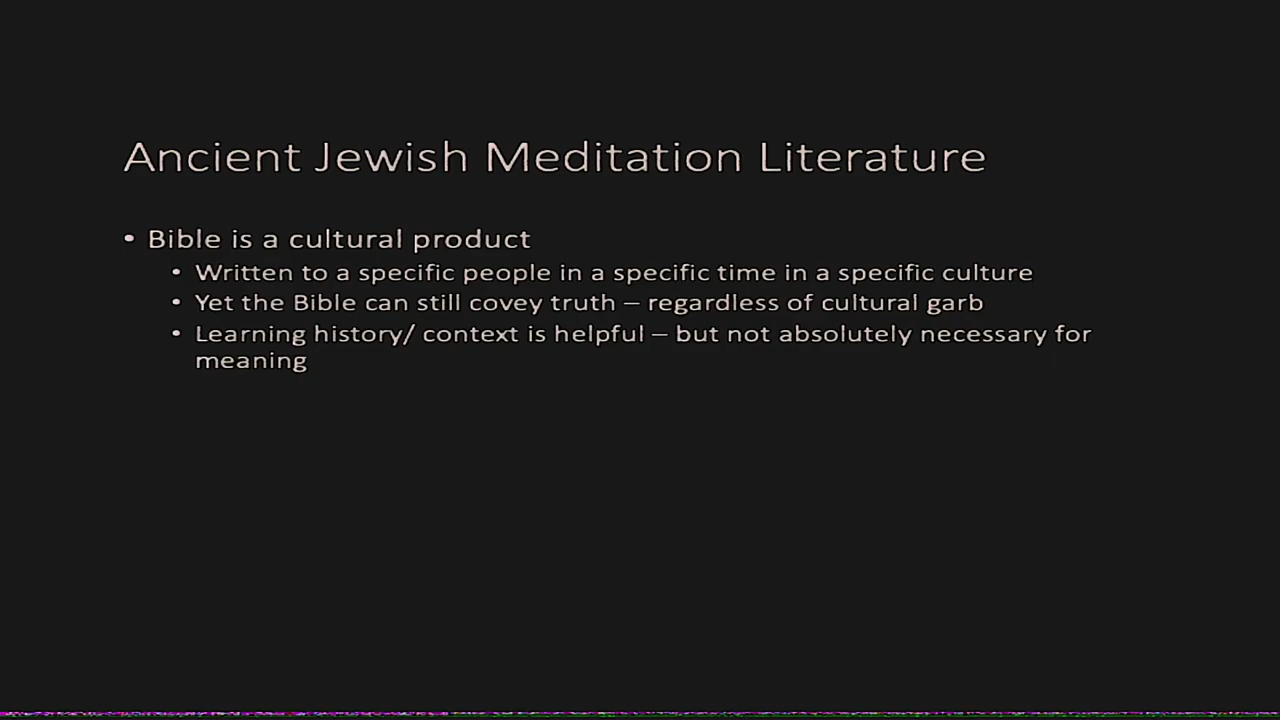 Ancient Jewish Meditation Literature
• Bible is a cultural product
• Written to a specific people in a specific time in a specific culture
• Yet the Bible can still covey truth – regardless of cultural garb
• Learning history/ context is helpful – but not absolutely necessary for
meaning